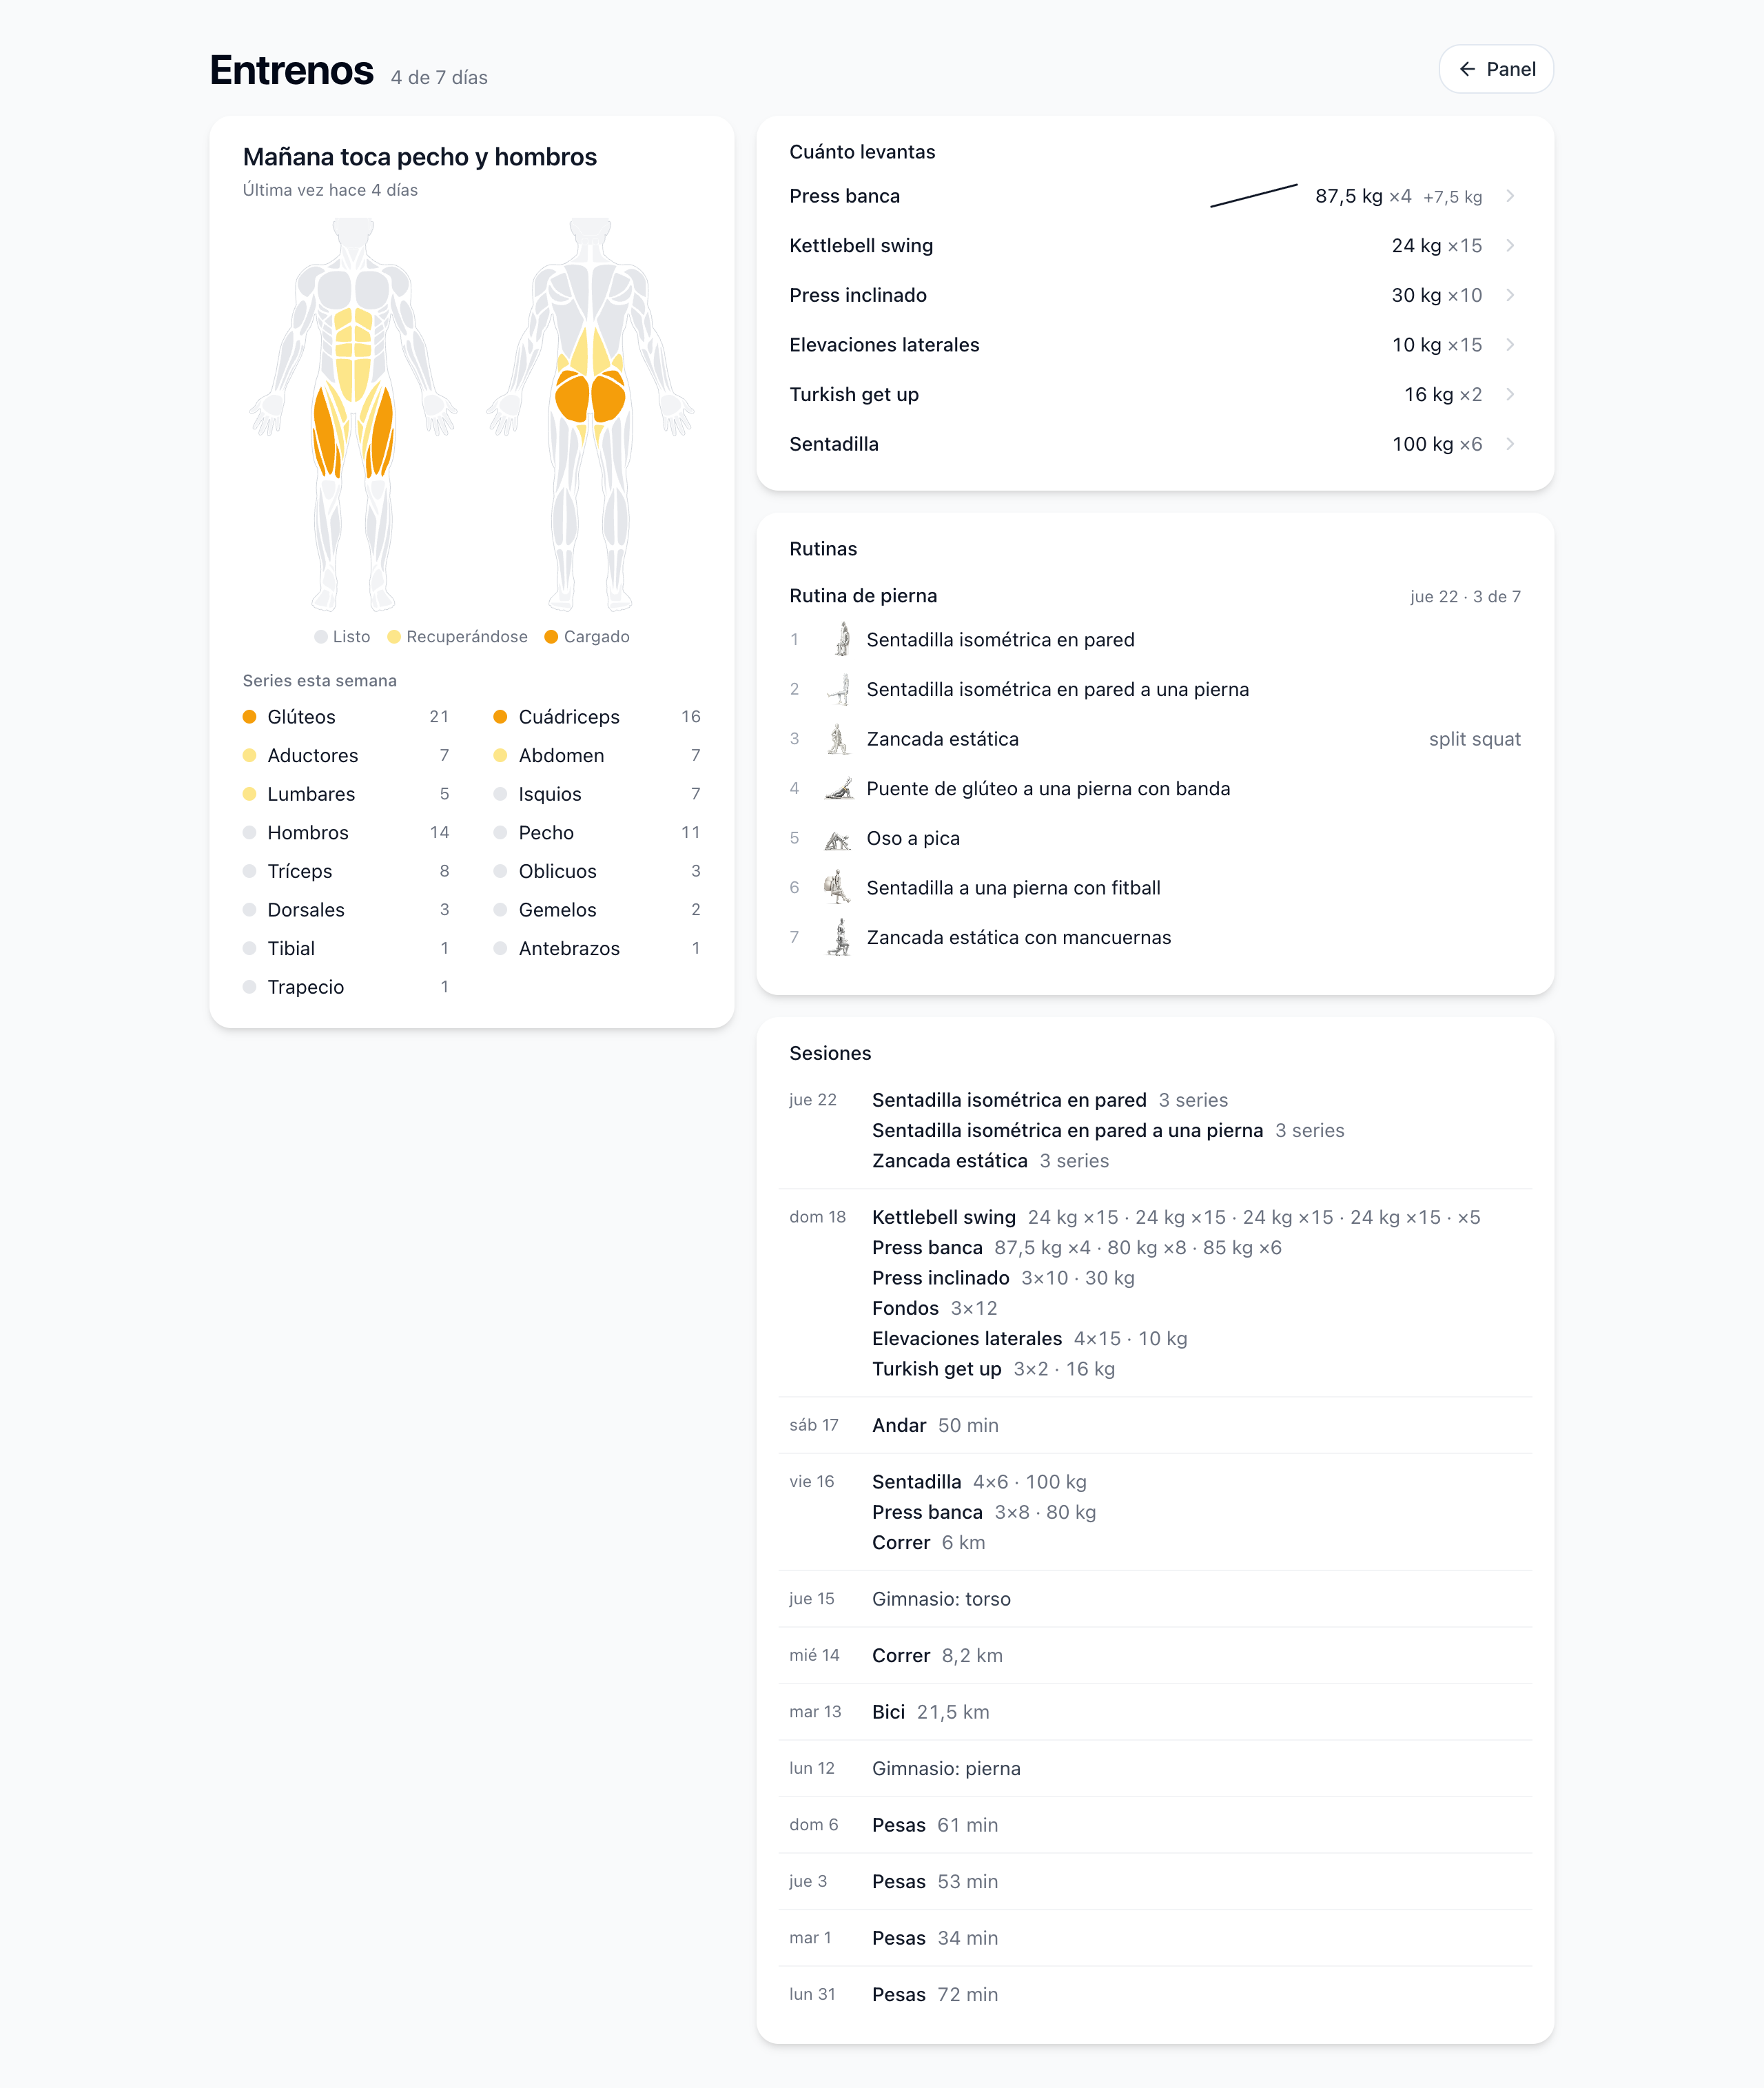 Entrenos 4 de 7 días
Panel
Mañana toca pecho y hombros
Última vez hace 4 días
Listo Recuperándose Cargado
Series esta semana
Glúteos 21 Cuádriceps 16
Aductores 7 Abdomen 7
Lumbares 5 Isquios 7
Hombros 14 Pecho 11
Tríceps 8 Oblicuos 3
Dorsales 3 Gemelos 2
Tibial 1 Antebrazos 1
Trapecio 1
Cuánto levantas
Press banca 87,5 kg ×4 +7,5 kg
Kettlebell swing 24 kg ×15
Press inclinado 30 kg ×10
Elevaciones laterales 10 kg ×15
Turkish get up 16 kg ×2
Sentadilla 100 kg ×6
Rutinas
Rutina de pierna jue 22 · 3 de 7
1 Sentadilla isométrica en pared
2 Sentadilla isométrica en pared a una pierna
3 Zancada estática split squat
4 Puente de glúteo a una pierna con banda
5 Oso a pica
6 Sentadilla a una pierna con fitball
7 Zancada estática con mancuernas
Sesiones
jue 22 Sentadilla isométrica en pared 3 series
Sentadilla isométrica en pared a una pierna 3 series
Zancada estática 3 series
dom 18 Kettlebell swing 24 kg ×15 · 24 kg ×15 · 24 kg ×15 · 24 kg ×15 · ×5
Press banca 87,5 kg ×4 · 80 kg ×8 · 85 kg ×6
Press inclinado 3×10 · 30 kg
Fondos 3×12
Elevaciones laterales 4×15 · 10 kg
Turkish get up 3×2 · 16 kg
sáb 17 Andar 50 min
vie 16 Sentadilla 4×6 · 100 kg
Press banca 3×8 · 80 kg
Correr 6 km
jue 15 Gimnasio: torso
mié 14 Correr 8,2 km
mar 13 Bici 21,5 km
lun 12 Gimnasio: pierna
dom 6 Pesas 61 min
jue 3 Pesas 53 min
mar 1 Pesas 34 min
lun 31 Pesas 72 min